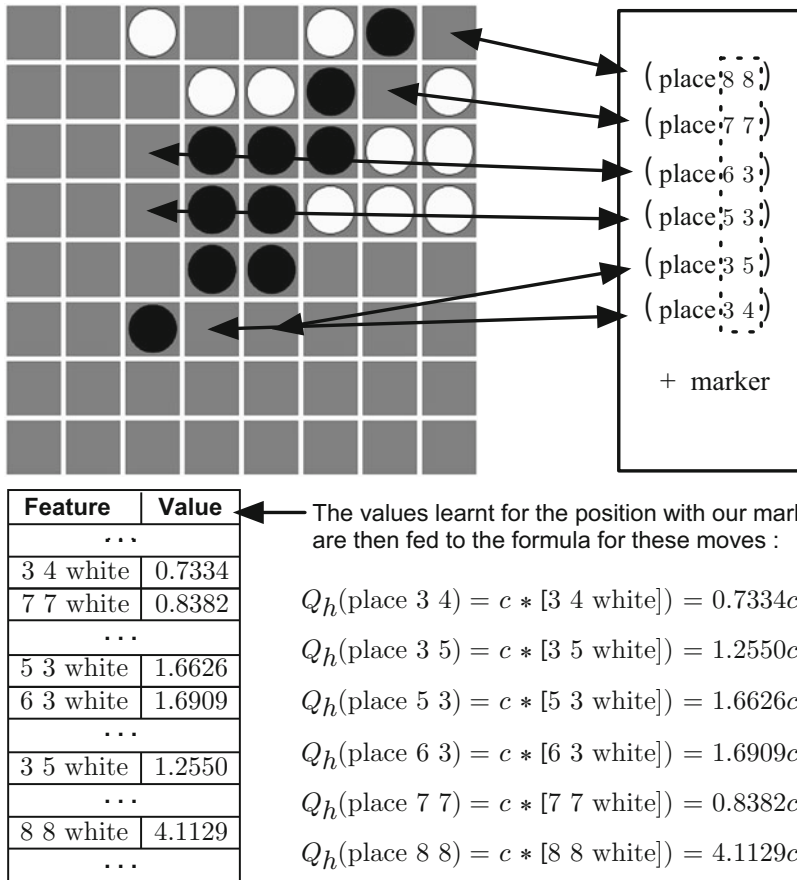 ( place 8 8 )
( place 7 7 )
( place 6 3 )
( place 5 3 )
( place 3 5 )
( place 3 4 )
+ marker
Feature Value
...
3 4 white 0.7334
7 7 white 0.8382
...
5 3 white 1.6626
6 3 white 1.6909
...
3 5 white 1.2550
...
8 8 white 4.1129
...
The values learnt for the position with our mark
are then fed to the formula for these moves :
Qh(place 3 4) = c * [3 4 white]) = 0.7334c
Qh(place 3 5) = c * [3 5 white]) = 1.2550c
Qh(place 5 3) = c * [5 3 white]) = 1.6626c
Qh(place 6 3) = c * [6 3 white]) = 1.6909c
Qh(place 7 7) = c * [7 7 white]) = 0.8382c
Qh(place 8 8) = c * [8 8 white]) = 4.1129c